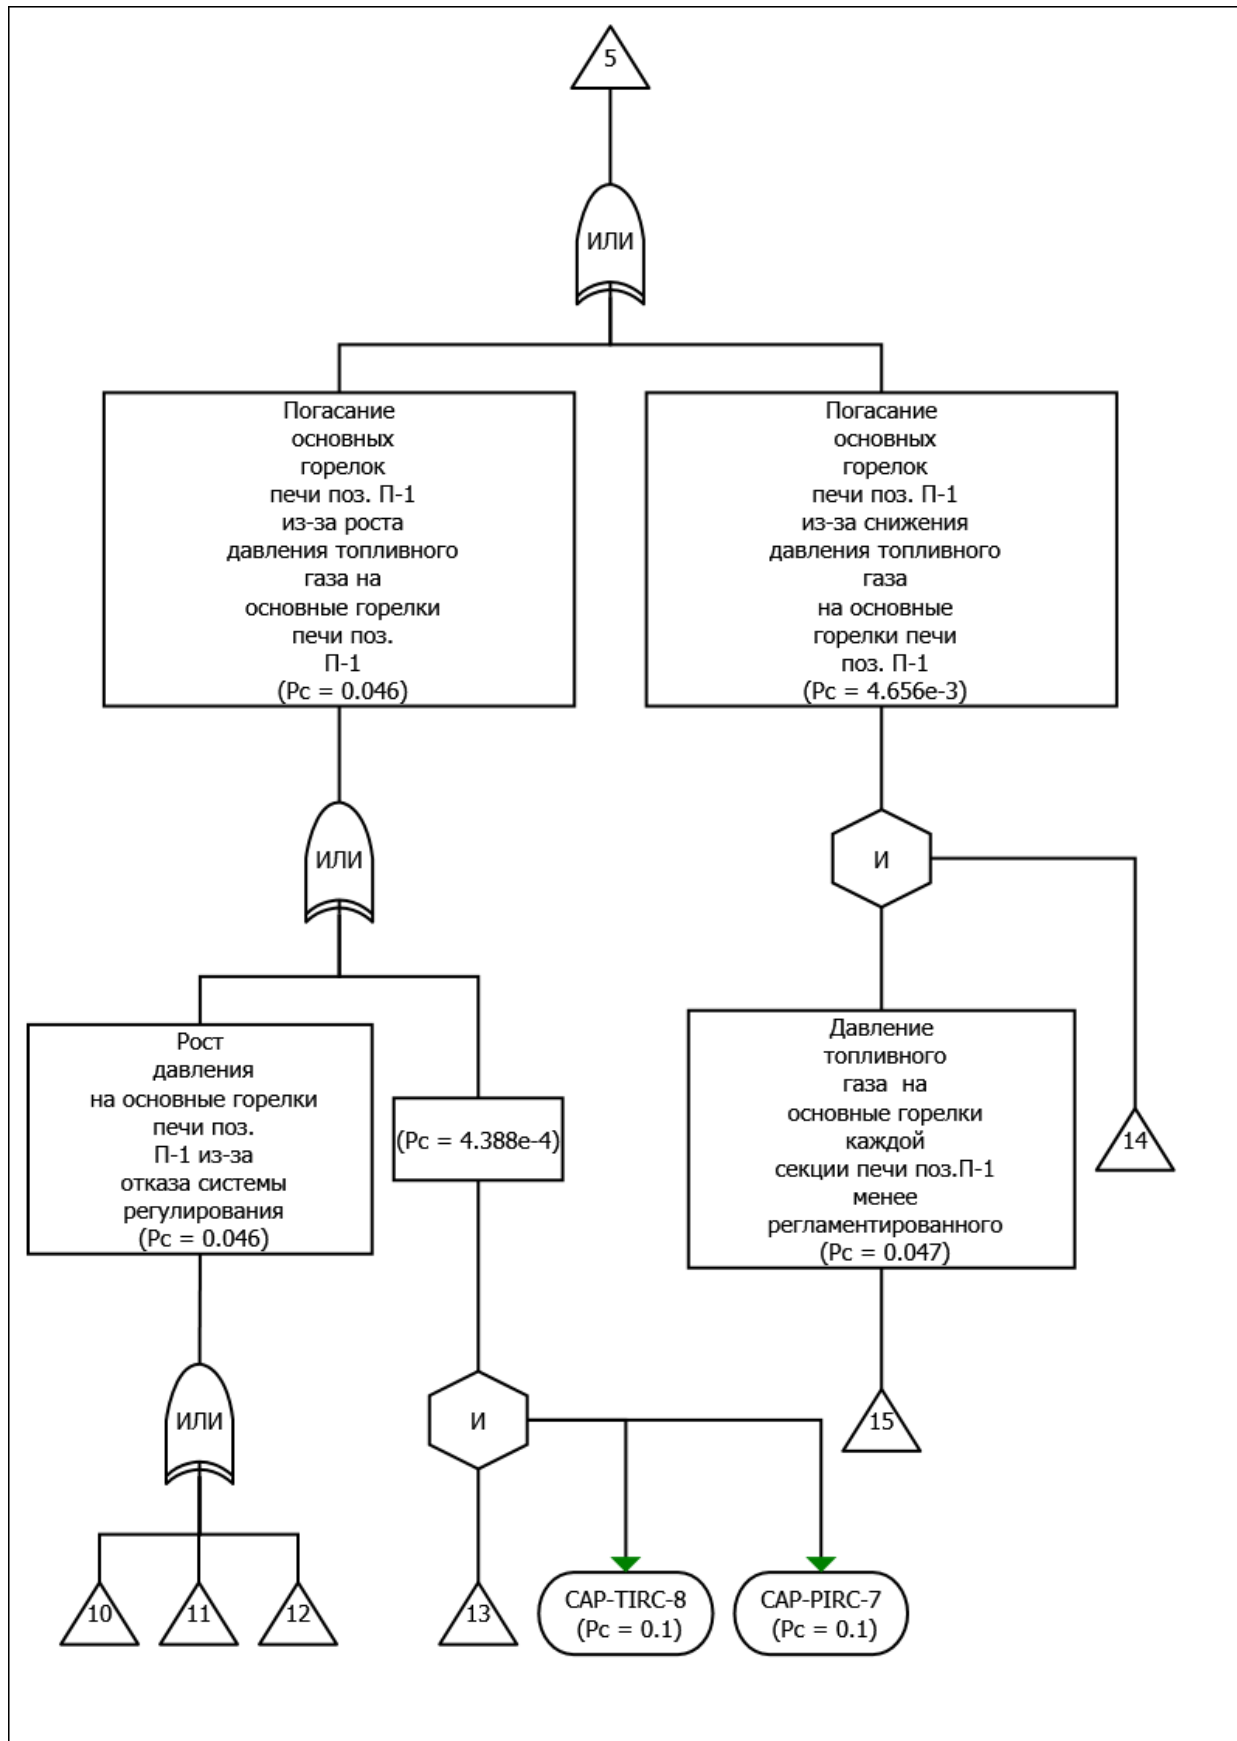 5
ИЛИ
Погасание
основных
горелок
печи поз. П-1
из-за роста
давления топливного
газа на
основные горелки
печи поз.
П-1
(Pc = 0.046)
Погасание
основных
горелок
печи поз. П-1
из-за снижения
давления топливного
газа
на основные
горелки печи
поз. П-1
(Pc = 4.656e-3)
ИЛИ
И
Рост
давления
на основные горелки
печи поз.
П-1 из-за
отказа системы
регулирования
(Pc = 0.046)
(Pc = 4.388e-4)
Давление
топливного
газа  на
основные горелки
каждой
секции печи поз.П-1
менее
регламентированного
(Pc = 0.047)
14
ИЛИ
И
15
10
11
12
13
САР-TIRC-8
(Pc = 0.1)
САР-PIRC-7
(Pc = 0.1)